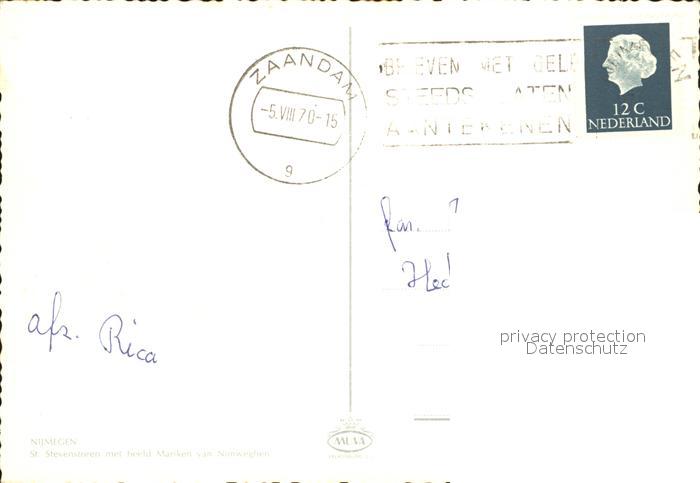 ZAANDAM
-5.VIII 70-15
9
BRIEVEN MET GELD
STEEDS LATEN
AANTEKENEN
12 C
NEDERLAND
Fam.
afz. Rica
privacy protection
Datenschutz
NIJMEGEN
St. Stevenstoren met beeld Mariken van Nimweghen
MUVA